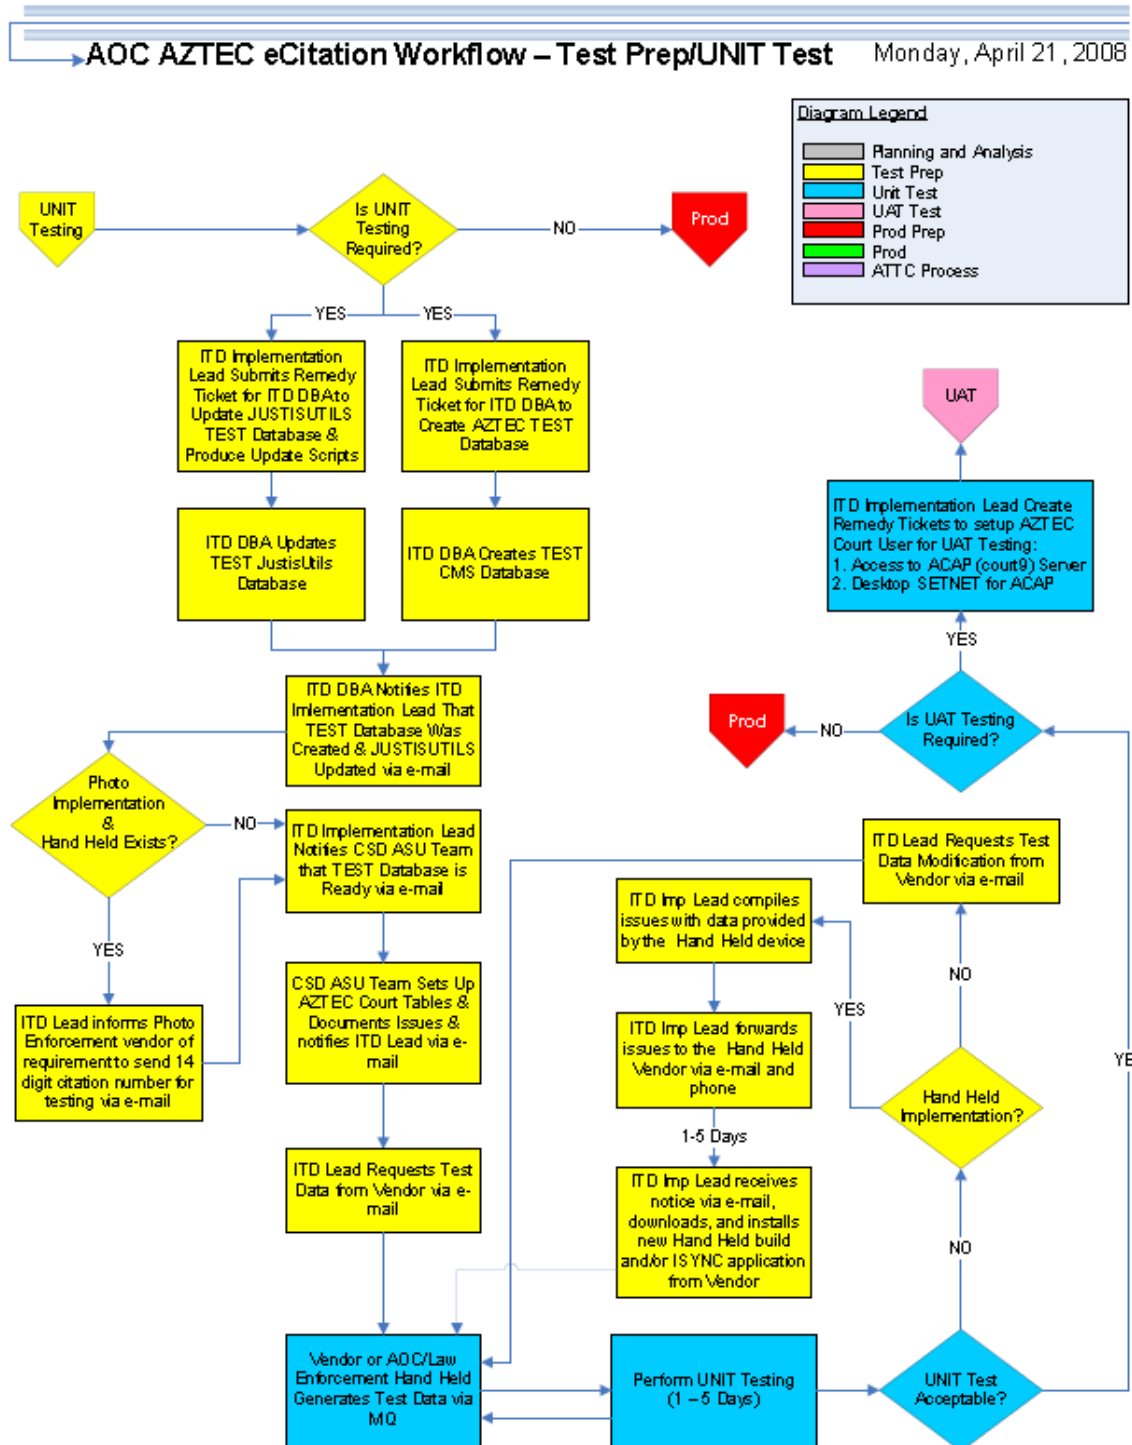 AOC AZTEC eCitation Workflow – Test Prep/UNIT Test
Monday, April 21, 2008
Diagram Legend
Planning and Analysis
Test Prep
Unit Test
UAT Test
Prod Prep
Prod
ATTC Process
UNIT
Testing
Is UNIT
Testing
Required?
NO
Prod
YES
YES
ITD Implementation
Lead Submits Remedy
Ticket for ITD DBA to
Update JUSTISUTILS
TEST Database &
Produce Update Scripts
ITD Implementation
Lead Submits Remedy
Ticket for ITD DBA to
Create AZTEC TEST
Database
UAT
ITD DBA Updates
TEST JustisUtils
Database
ITD DBA Creates TEST
CMS Database
ITD Implementation Lead Create
Remedy Tickets to setup AZTEC
Court User for UAT Testing:
1. Access to ACAP (court9) Server
2. Desktop SETNET for ACAP
YES
ITD DBA Notifies ITD
Imlementation Lead That
TEST Database Was
Created & JUSTISUTILS
Updated via e-mail
Prod
NO
Is UAT Testing
Required?
Photo
Implementation
&
Hand Held Exists?
NO
ITD Implementation Lead
Notifies CSD ASU Team
that TEST Database is
Ready via e-mail
ITD Lead Requests Test
Data Modification from
Vendor via e-mail
ITD Imp Lead compiles
issues with data provided
by the Hand Held device
YES
NO
YES
CSD ASU Team Sets Up
AZTEC Court Tables &
Documents Issues &
notifies ITD Lead via e-
mail
ITD Lead informs Photo
Enforcement vendor of
requirement to send 14
digit citation number for
testing via e-mail
ITD Imp Lead forwards
issues to the Hand Held
Vendor via e-mail and
phone
Hand Held
Implementation?
YE
1-5 Days
ITD Lead Requests Test
Data from Vendor via e-
mail
ITD Imp Lead receives
notice via e-mail,
downloads, and installs
new Hand Held build
and/or ISYNC application
from Vendor
NO
Vendor or AOC/Law
Enforcement Hand Held
Generates Test Data via
MQ
Perform UNIT Testing
(1 – 5 Days)
UNIT Test
Acceptable?